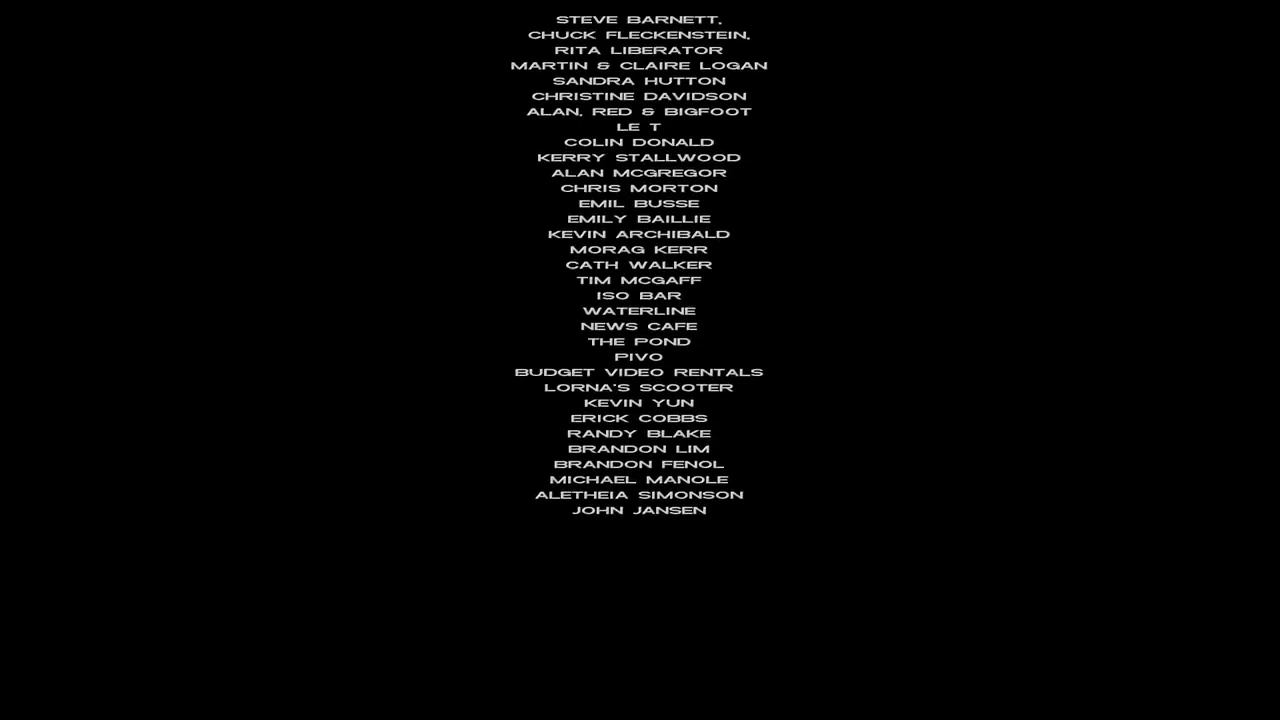 STEVE BARNETT,
CHUCK FLECKENSTEIN,
RITA LIBERATOR
MARTIN & CLAIRE LOGAN
SANDRA HUTTON
CHRISTINE DAVIDSON
ALAN, RED & BIGFOOT
LE T
COLIN DONALD
KERRY STALLWOOD
ALAN MCGREGOR
CHRIS MORTON
EMIL BUSSE
EMILY BAILLIE
KEVIN ARCHIBALD
MORAG KERR
CATH WALKER
TIM MCGAFF
ISO BAR
WATERLINE
NEWS CAFE
THE POND
PIVO
BUDGET VIDEO RENTALS
LORNA'S SCOOTER
KEVIN YUN
ERICK COBBS
RANDY BLAKE
BRANDON LIM
BRANDON FENOL
MICHAEL MANOLE
ALETHEIA SIMONSON
JOHN JANSEN